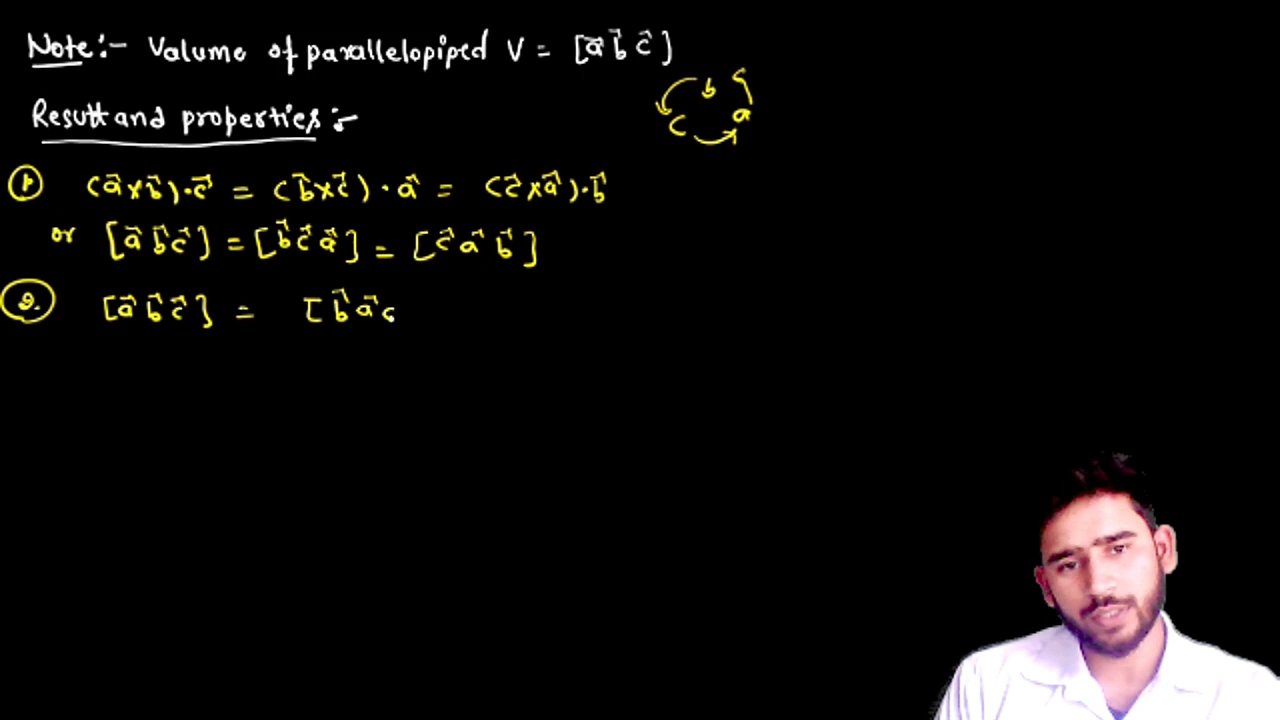 Note:- Volume of parallelopiped V = [a⃗ b⃗ c⃗]
b
a
c
Result and properties:-
① (a⃗×b⃗)·c⃗ = (b⃗×c⃗)·a⃗ = (c⃗×a⃗)·b⃗
or [a⃗ b⃗ c⃗] = [b⃗ c⃗ a⃗] = [c⃗ a⃗ b⃗]
②. [a⃗ b⃗ c⃗] = [b⃗ a⃗ c